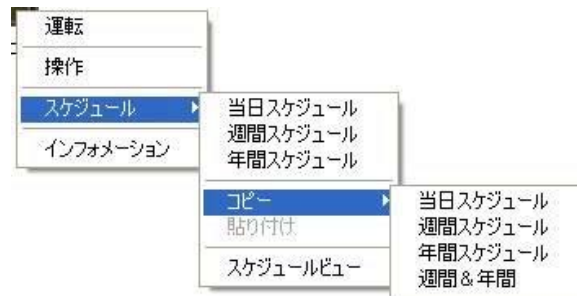 運転
操作
スケジュール
インフォメーション
当日スケジュール
週間スケジュール
年間スケジュール
コピー
貼り付け
スケジュールビュー
当日スケジュール
週間スケジュール
年間スケジュール
週間&年間